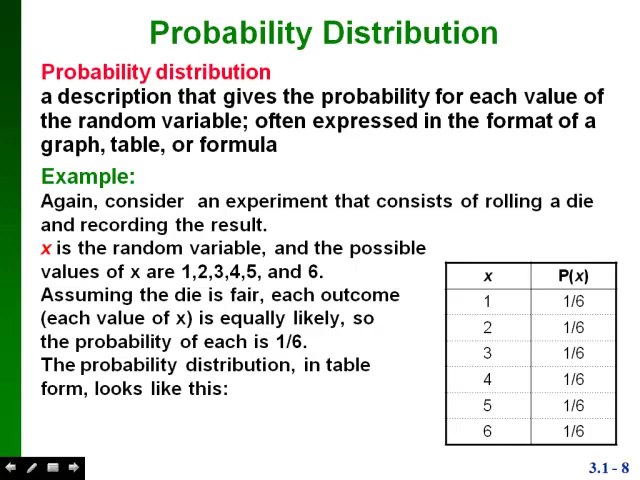 Probability Distribution
Probability distribution
a description that gives the probability for each value of
the random variable; often expressed in the format of a
graph, table, or formula
Example:
Again, consider an experiment that consists of rolling a die
and recording the result.
x is the random variable, and the possible
values of x are 1,2,3,4,5, and 6.
Assuming the die is fair, each outcome
(each value of x) is equally likely, so
the probability of each is 1/6.
The probability distribution, in table
form, looks like this:
x P(x)
1 1/6
2 1/6
3 1/6
4 1/6
5 1/6
6 1/6
3.1 - 8